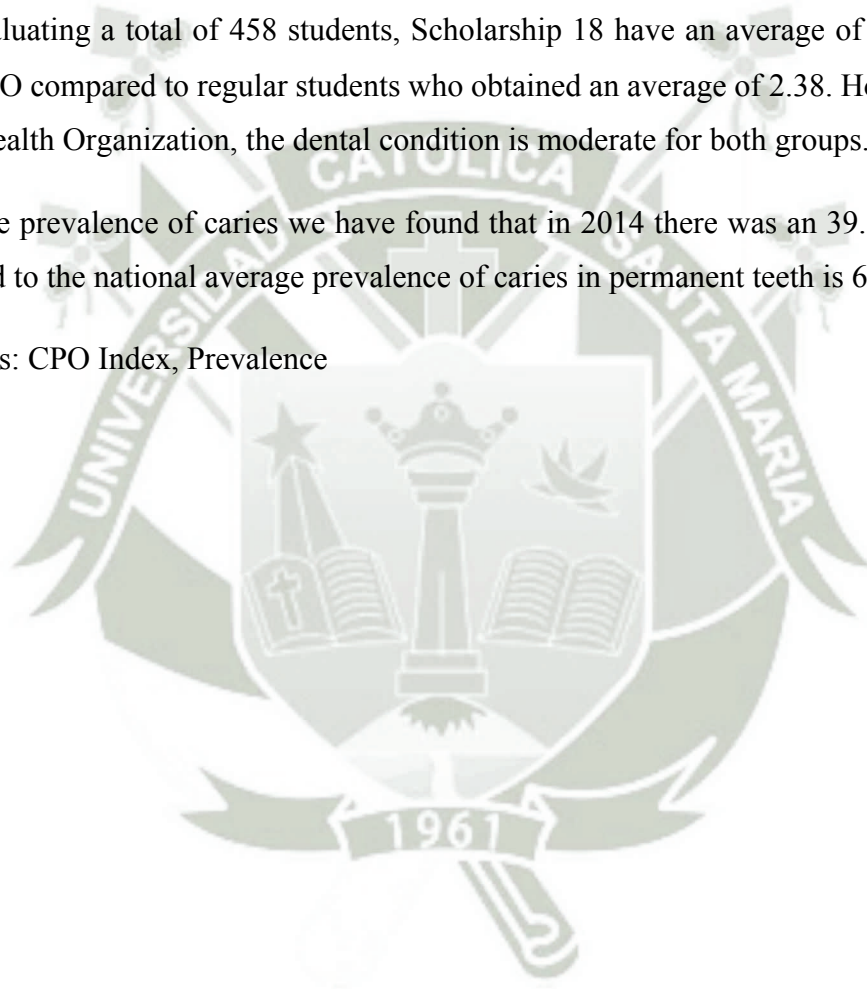 luating a total of 458 students, Scholarship 18 have an average of
O compared to regular students who obtained an average of 2.38. H
ealth Organization, the dental condition is moderate for both groups.
e prevalence of caries we have found that in 2014 there was an 39.
d to the national average prevalence of caries in permanent teeth is 6
s: CPO Index, Prevalence
UNIVERSIDAD CATOLICA SANTA MARIA
1961